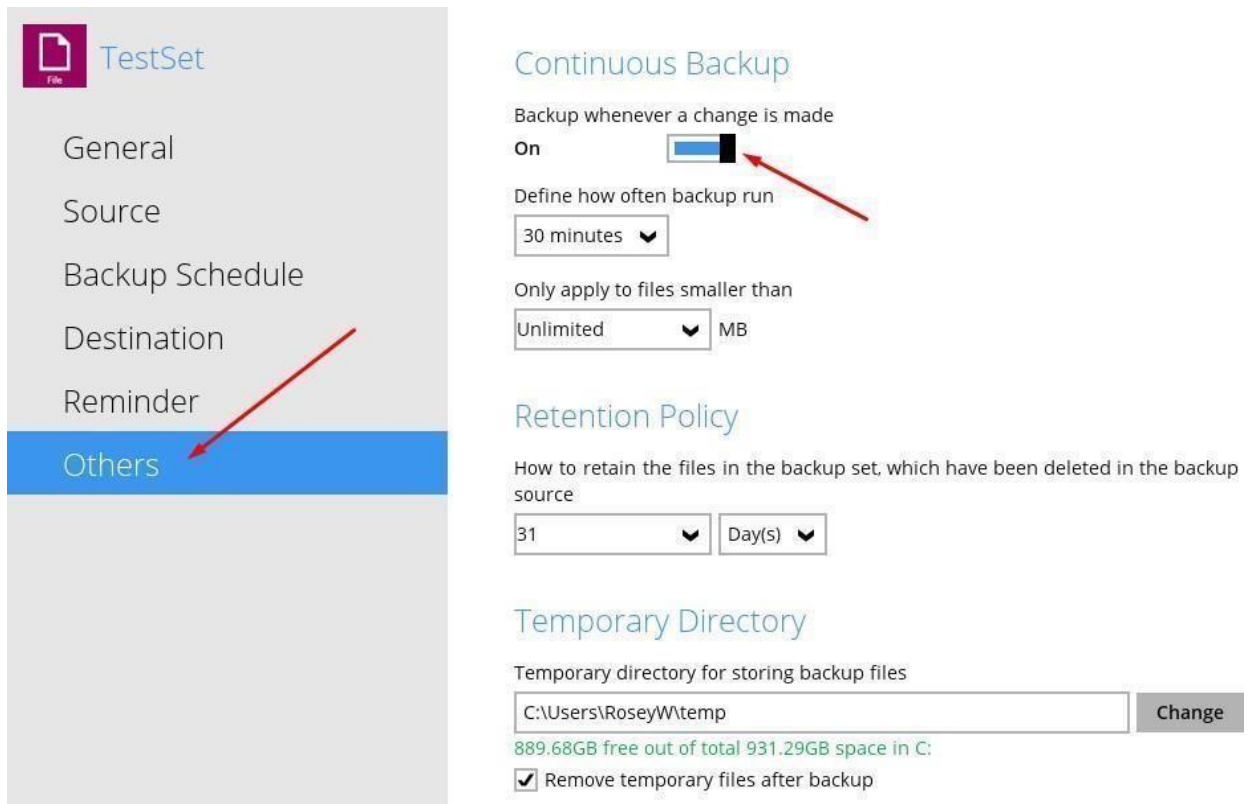 File
TestSet
General
Source
Backup Schedule
Destination
Reminder
Others
Continuous Backup
Backup whenever a change is made
On
Define how often backup run
30 minutes
Only apply to files smaller than
Unlimited MB
Retention Policy
How to retain the files in the backup set, which have been deleted in the backup
source
31 Day(s)
Temporary Directory
Temporary directory for storing backup files
C:\Users\RoseyW\temp Change
889.68GB free out of total 931.29GB space in C:
Remove temporary files after backup